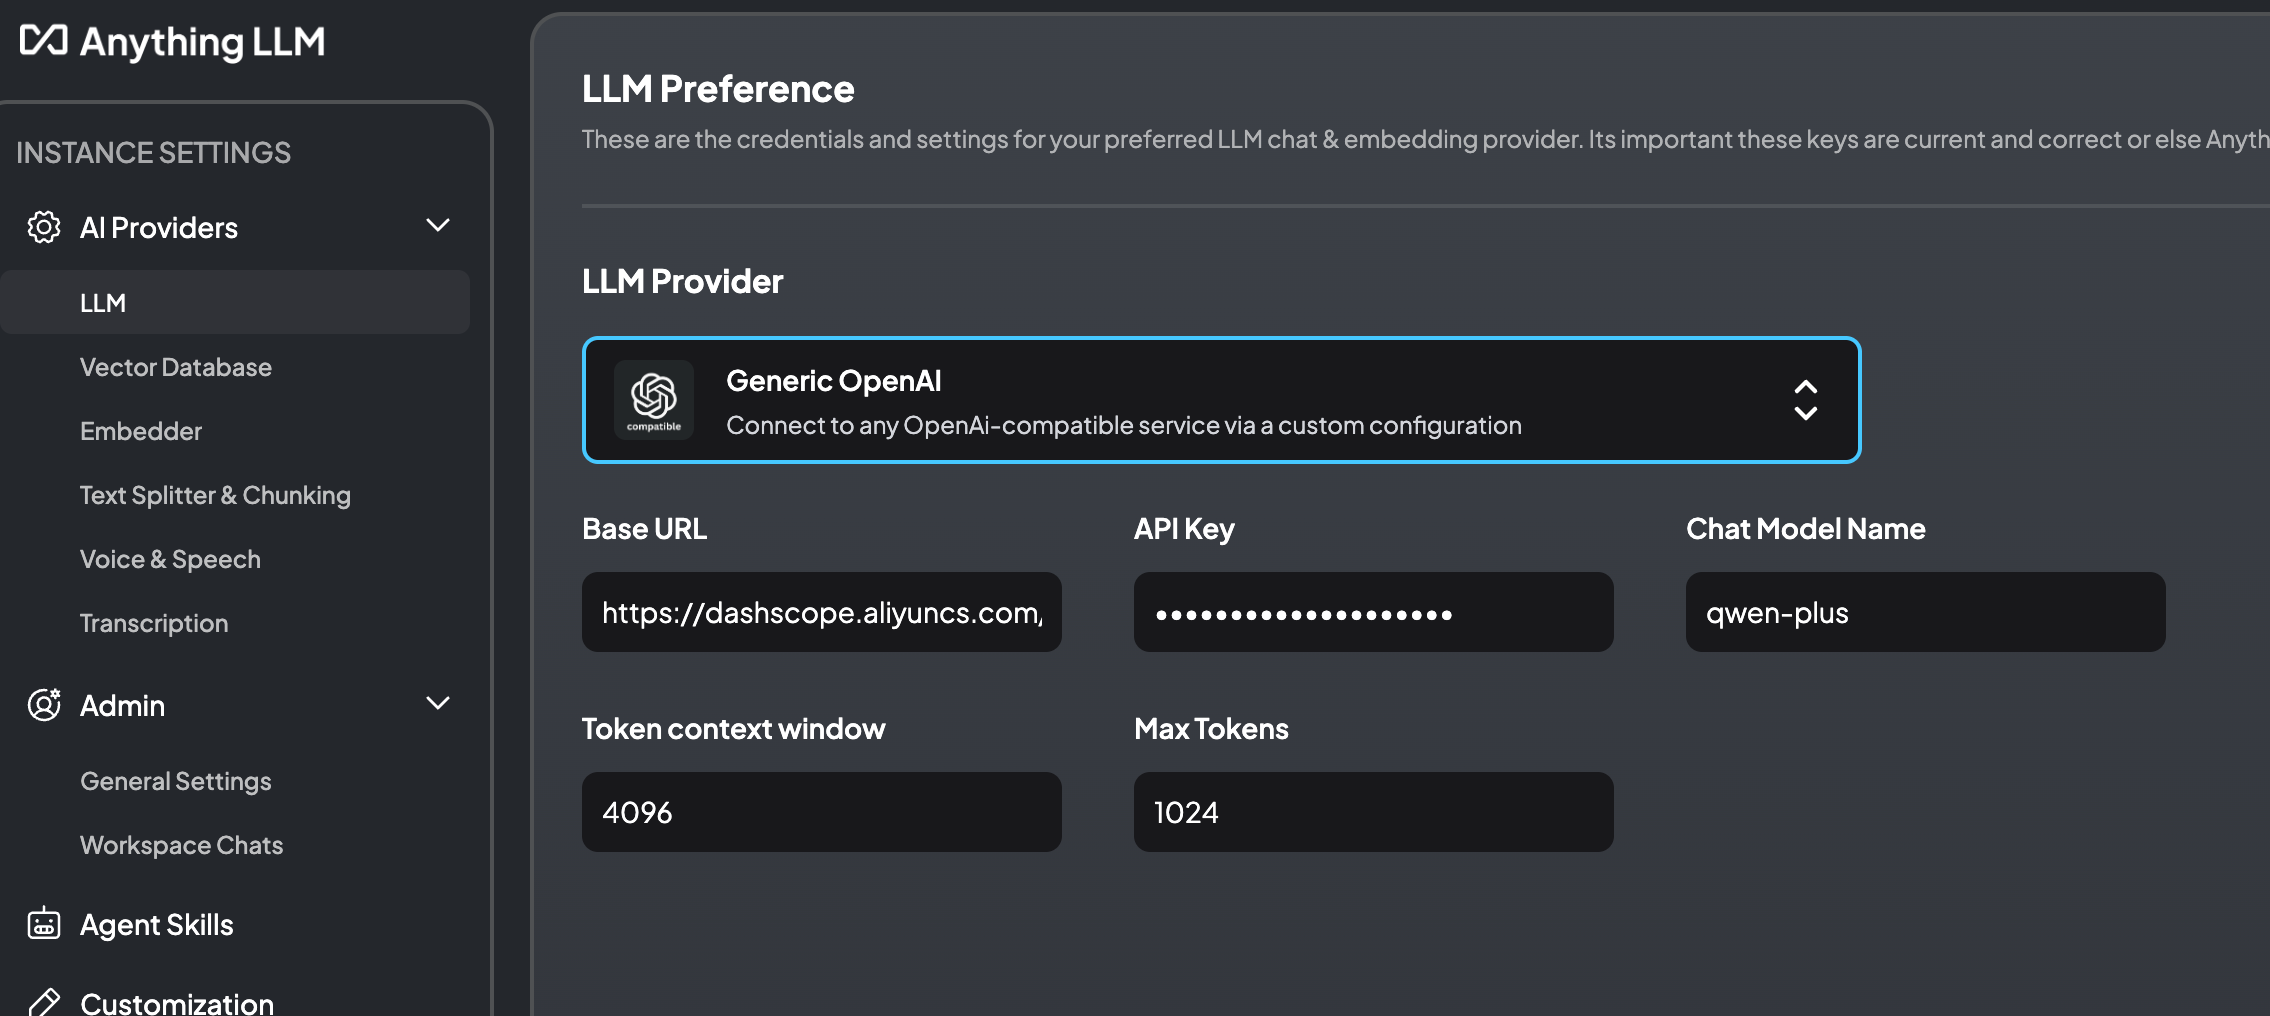 Anything LLM
INSTANCE SETTINGS
AI Providers
LLM
Vector Database
Embedder
Text Splitter & Chunking
Voice & Speech
Transcription
Admin
General Settings
Workspace Chats
Agent Skills
Customization
LLM Preference
These are the credentials and settings for your preferred LLM chat & embedding provider. Its important these keys are current and correct or else Anyth
LLM Provider
compatible
Generic OpenAI
Connect to any OpenAi-compatible service via a custom configuration
Base URL
https://dashscope.aliyuncs.com/
API Key
••••••••••••••••••••
Chat Model Name
qwen-plus
Token context window
4096
Max Tokens
1024